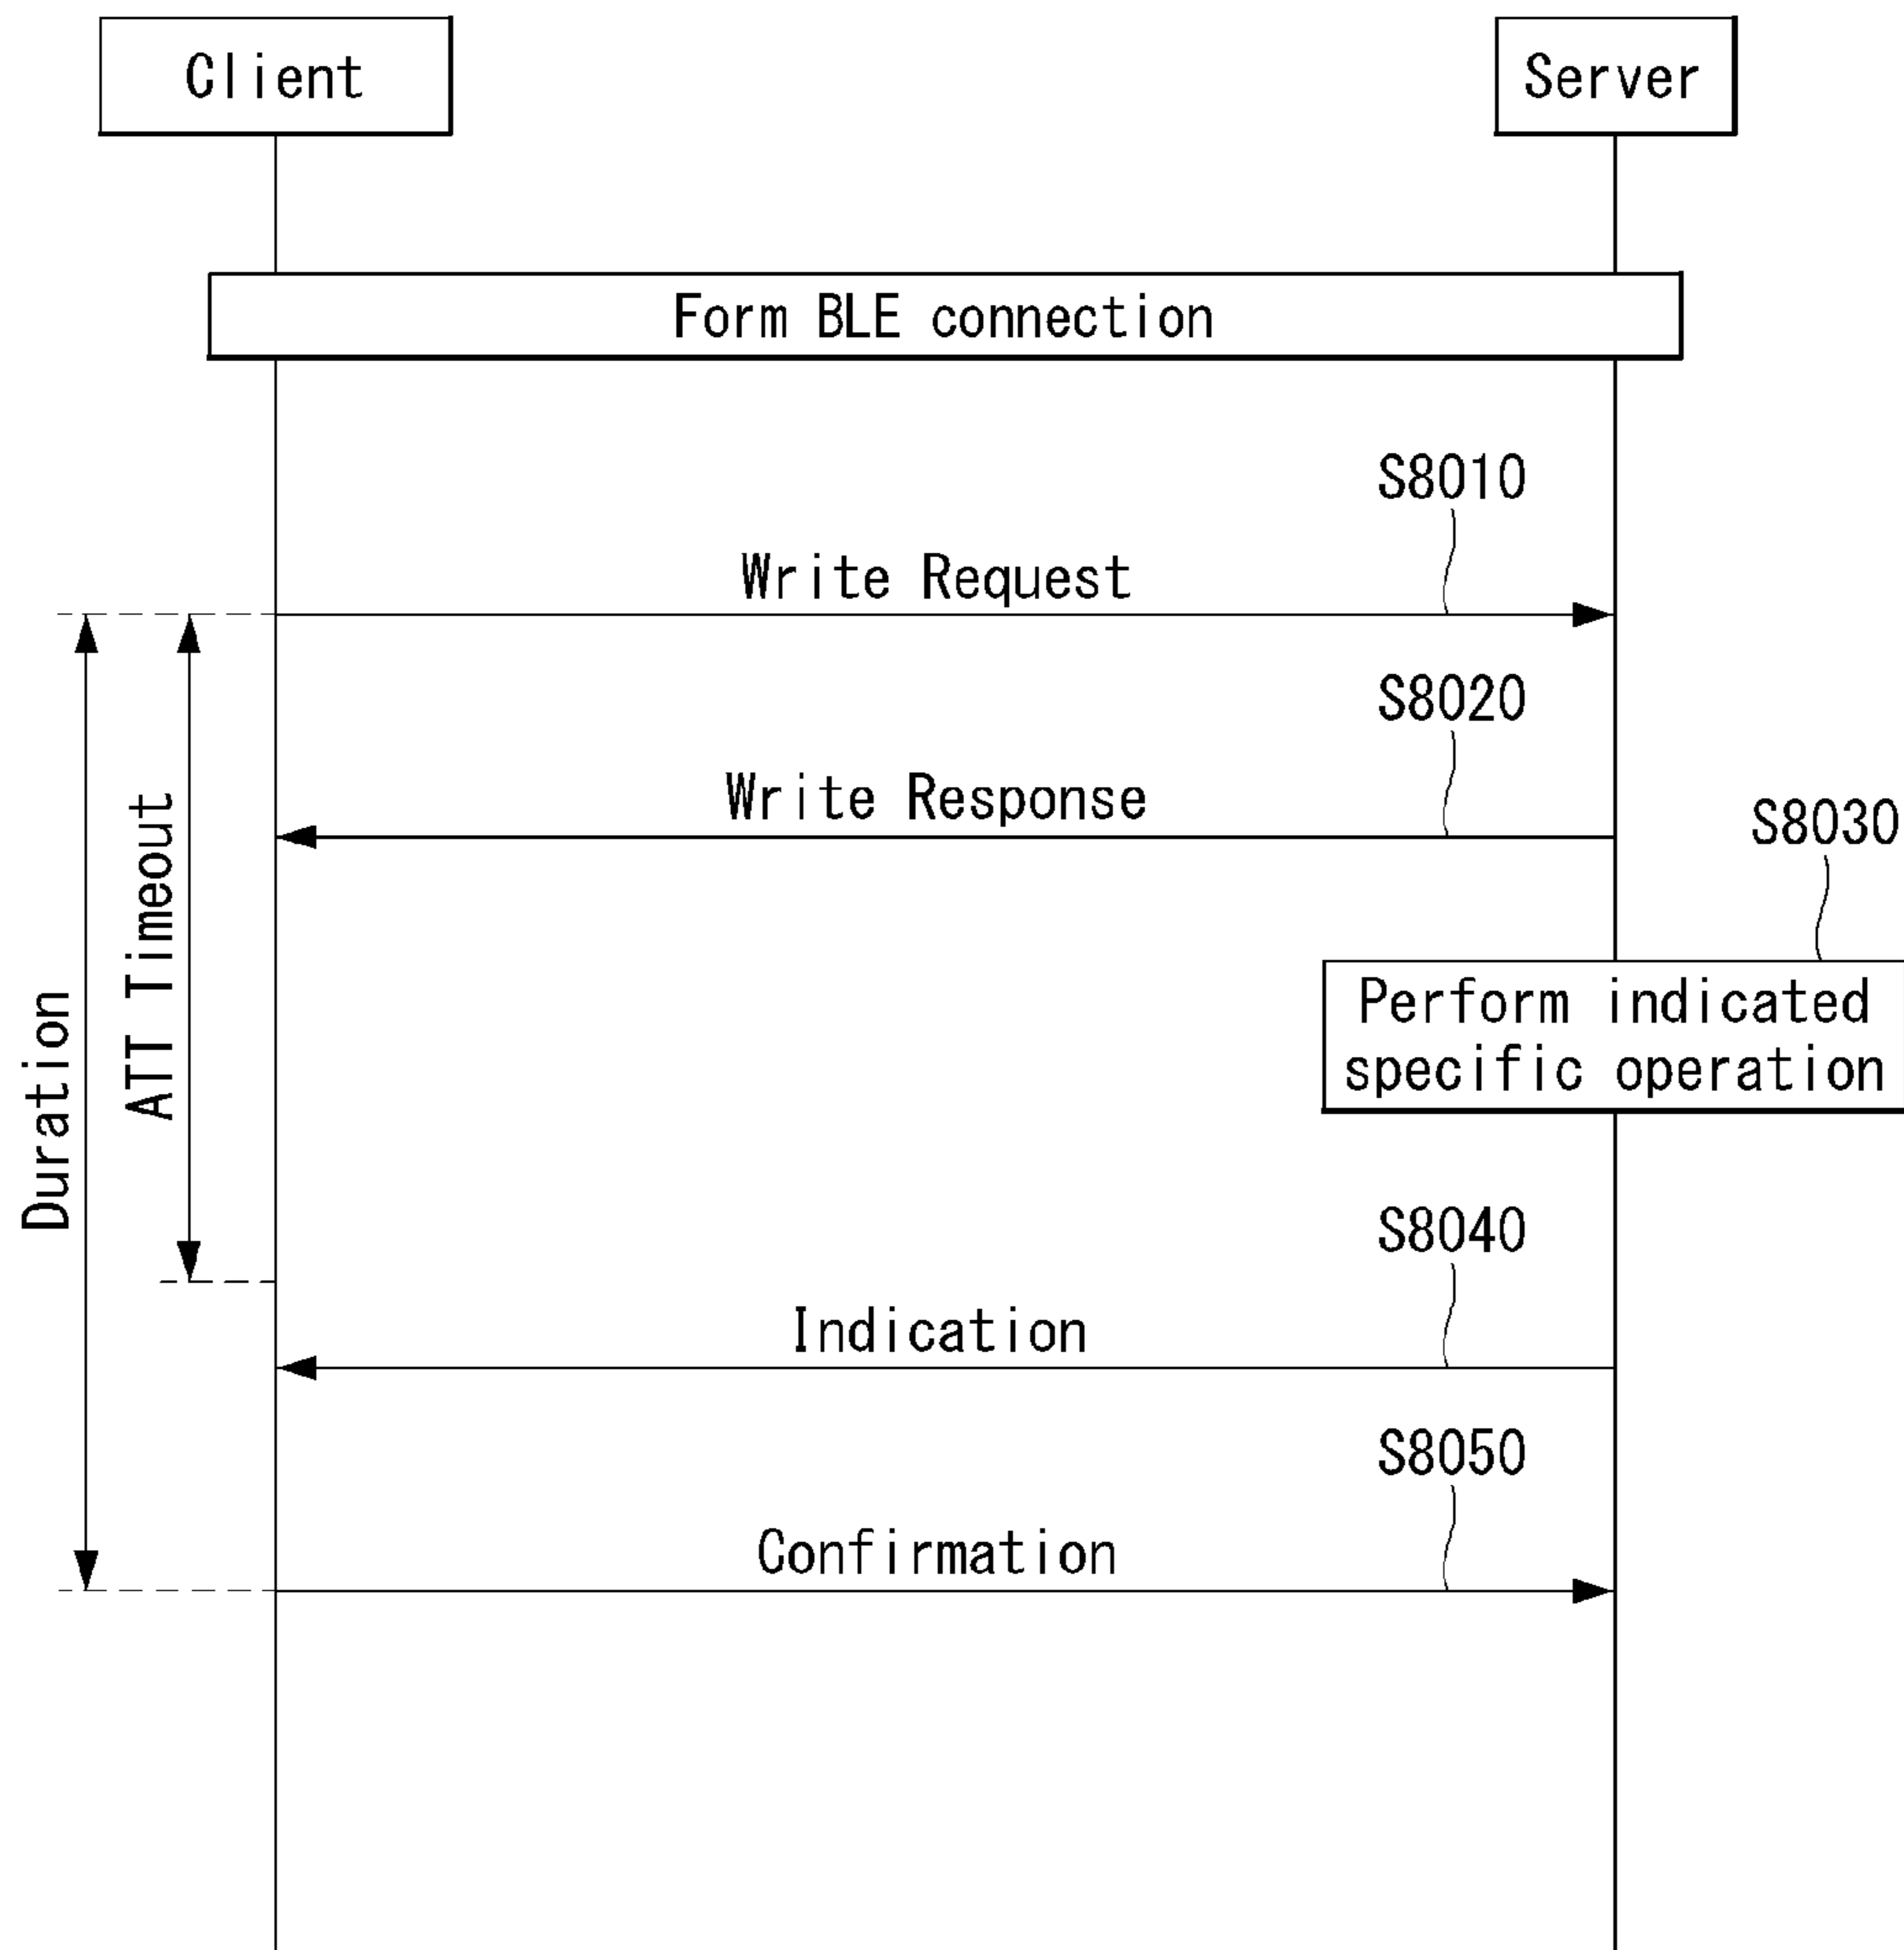 Client
Server
Form BLE connection
S8010
Write Request
S8020
Write Response
S8030
Perform indicated
specific operation
ATT Timeout
Duration
S8040
Indication
S8050
Confirmation